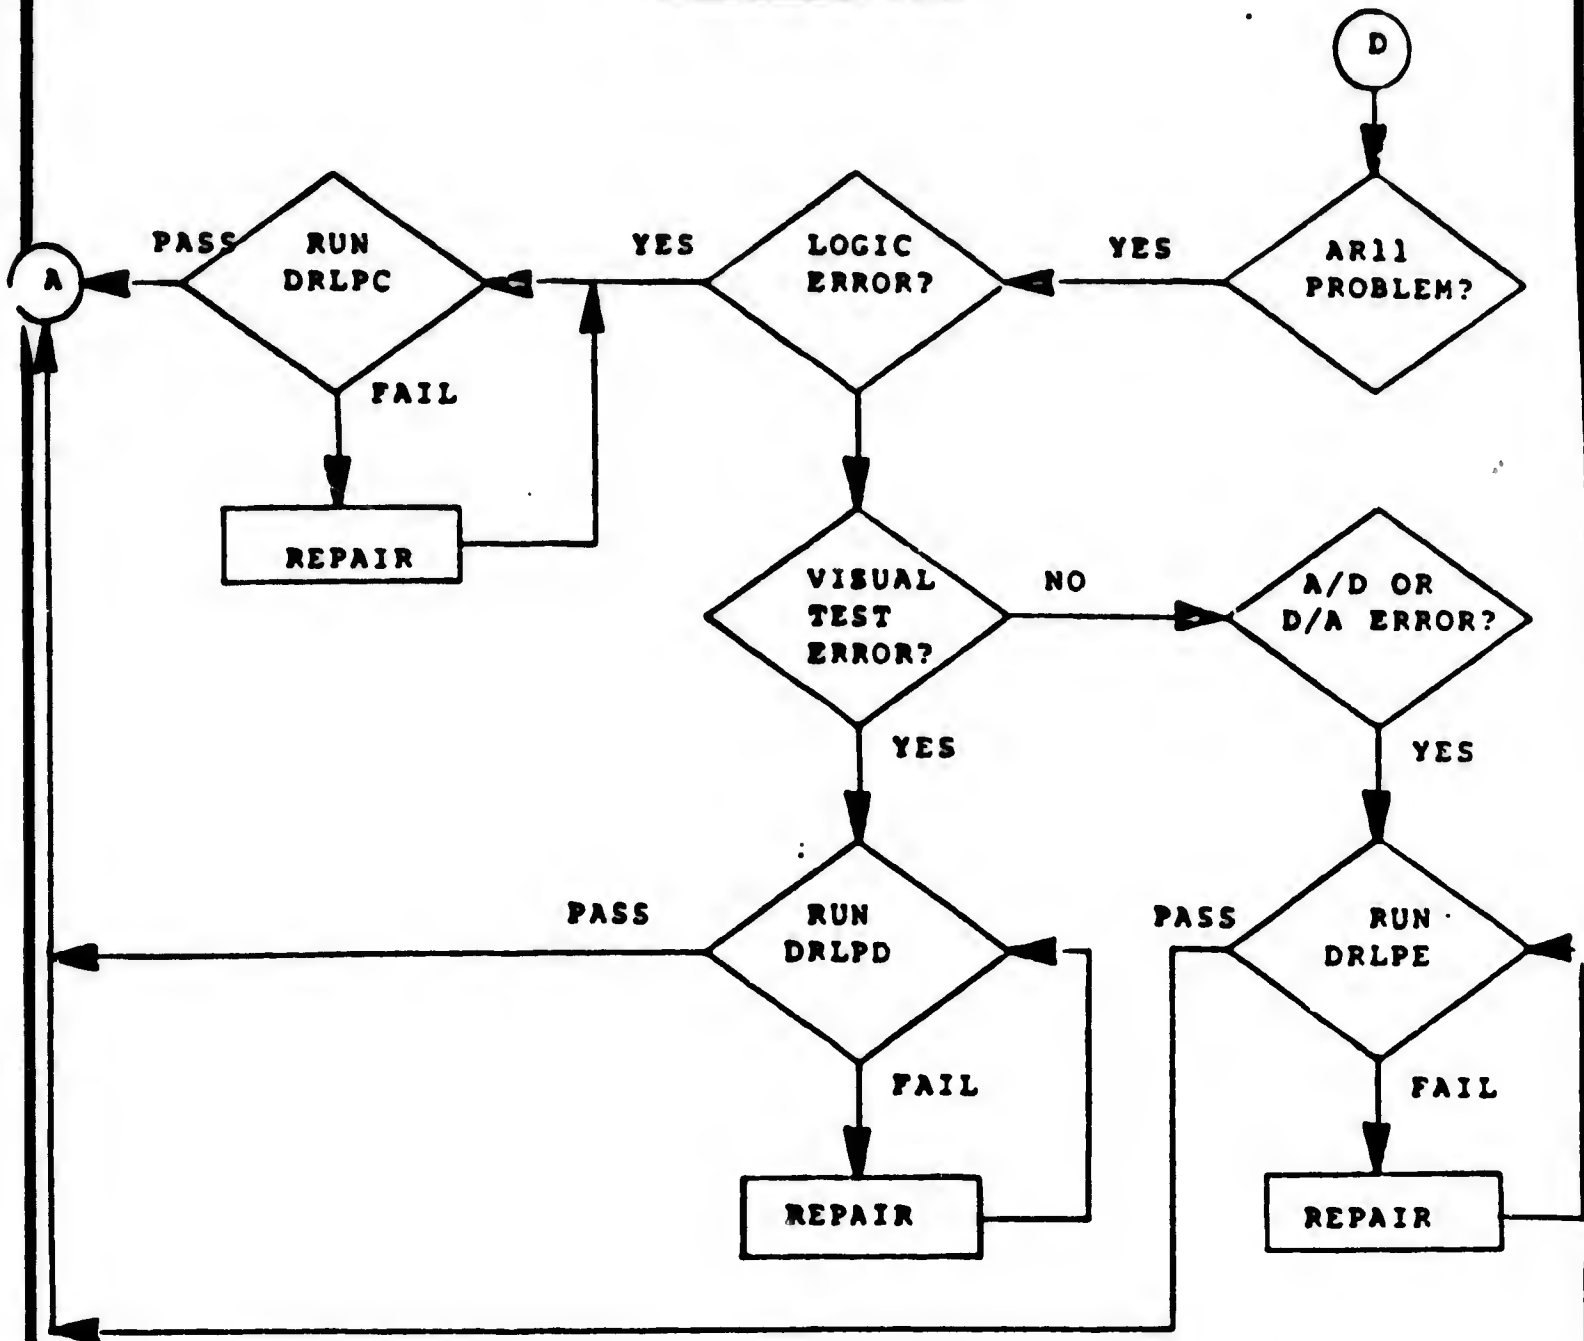 D
PASS
RUN
DRLPC
YES
LOGIC
ERROR?
YES
AR11
PROBLEM?
A
FAIL
REPAIR
VISUAL
TEST
ERROR?
NO
A/D OR
D/A ERROR?
YES
YES
PASS
RUN
DRLPD
PASS
RUN
DRLPE
FAIL
FAIL
REPAIR
REPAIR